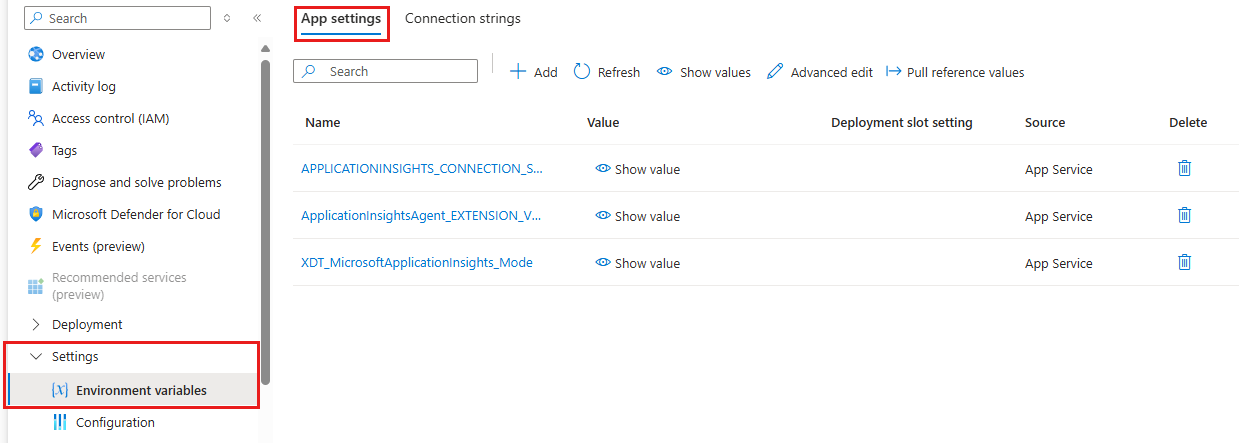 Search
App settings
Connection strings
Overview
Activity log
Access control (IAM)
Tags
Diagnose and solve problems
Microsoft Defender for Cloud
Events (preview)
Recommended services
(preview)
Deployment
Settings
{X} Environment variables
Configuration
Search
Add
Refresh
Show values
Advanced edit
Pull reference values
Name
Value
Deployment slot setting
Source
Delete
APPLICATIONINSIGHTS_CONNECTION_S...
Show value
App Service
ApplicationInsightsAgent_EXTENSION_V...
Show value
App Service
XDT_MicrosoftApplicationInsights_Mode
Show value
App Service